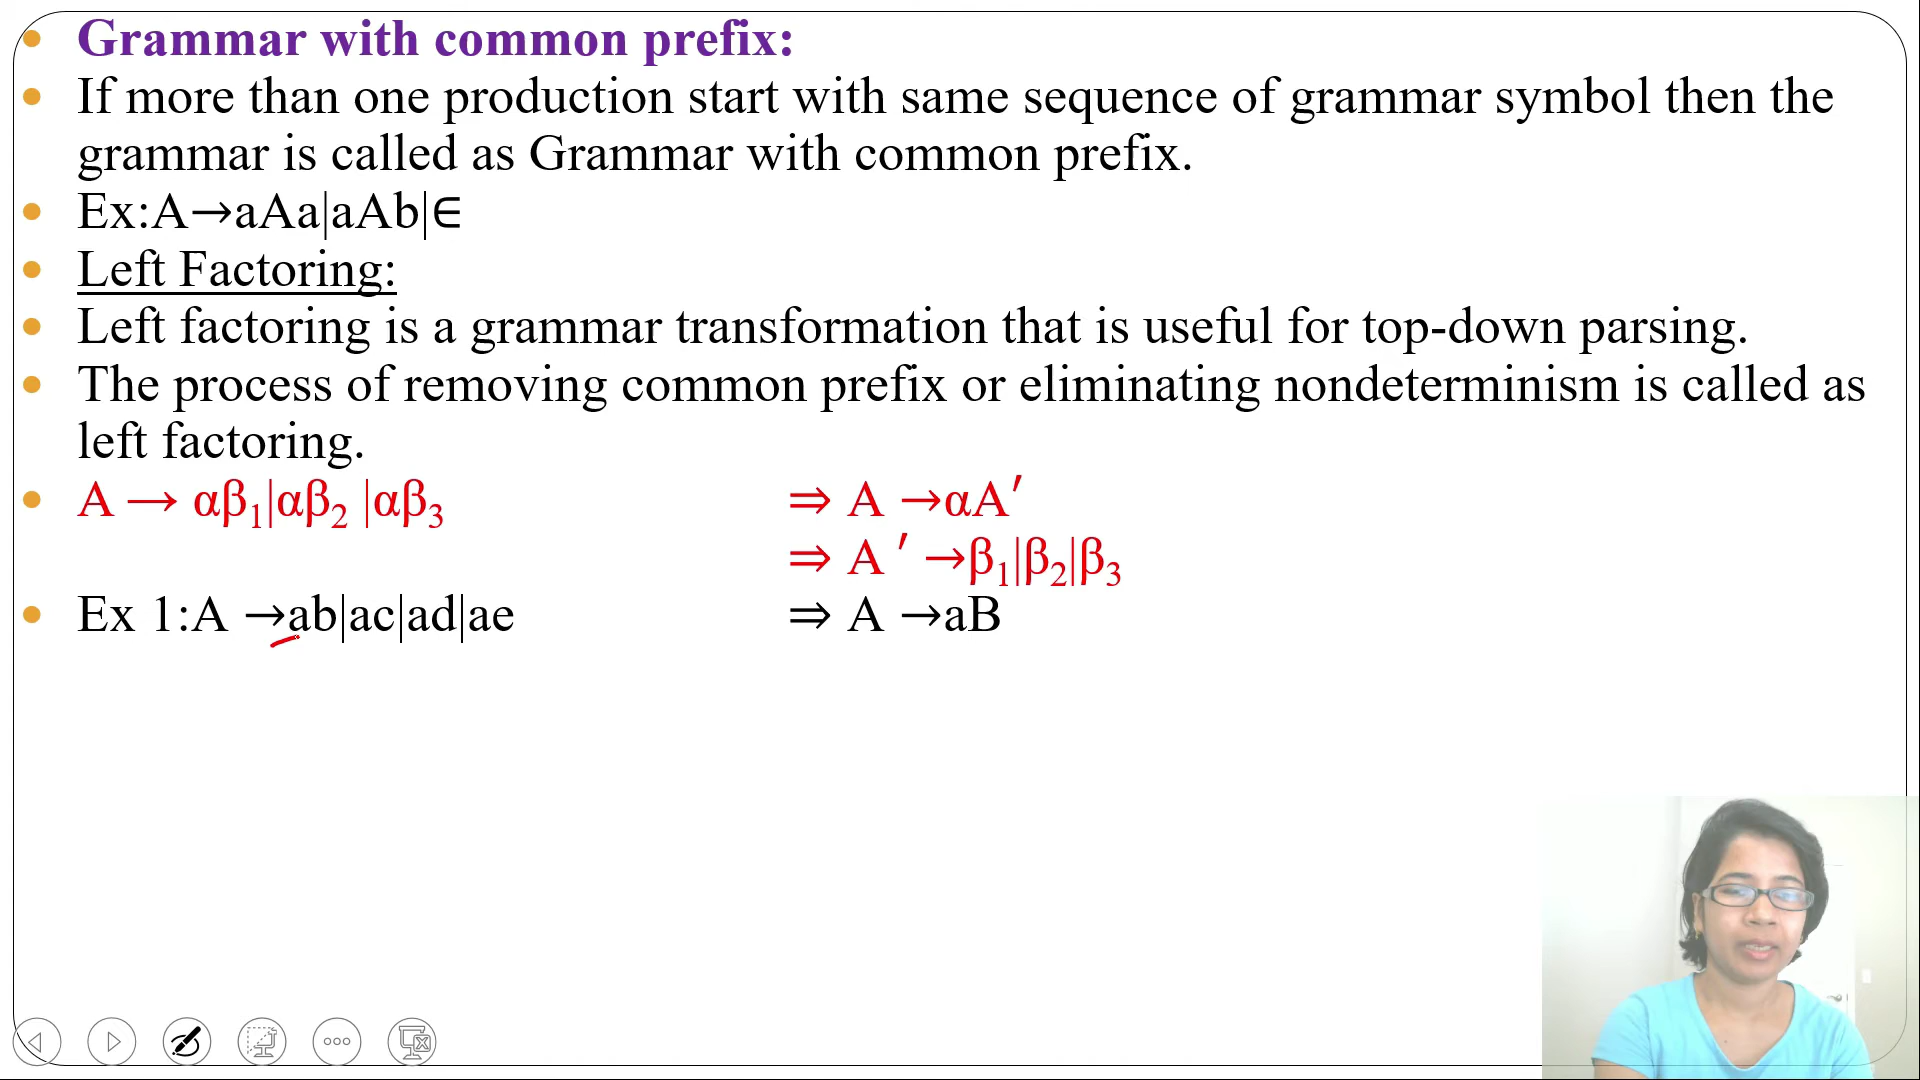 Grammar with common prefix:
If more than one production start with same sequence of grammar symbol then the
grammar is called as Grammar with common prefix.
Ex:A→aAa|aAb|∈
Left Factoring:
Left factoring is a grammar transformation that is useful for top-down parsing.
The process of removing common prefix or eliminating nondeterminism is called as
left factoring.
A → αβ₁|αβ₂ |αβ₃ ⇒ A →αA′
⇒ A ′ →β₁|β₂|β₃
Ex 1:A →ab|ac|ad|ae ⇒ A →aB